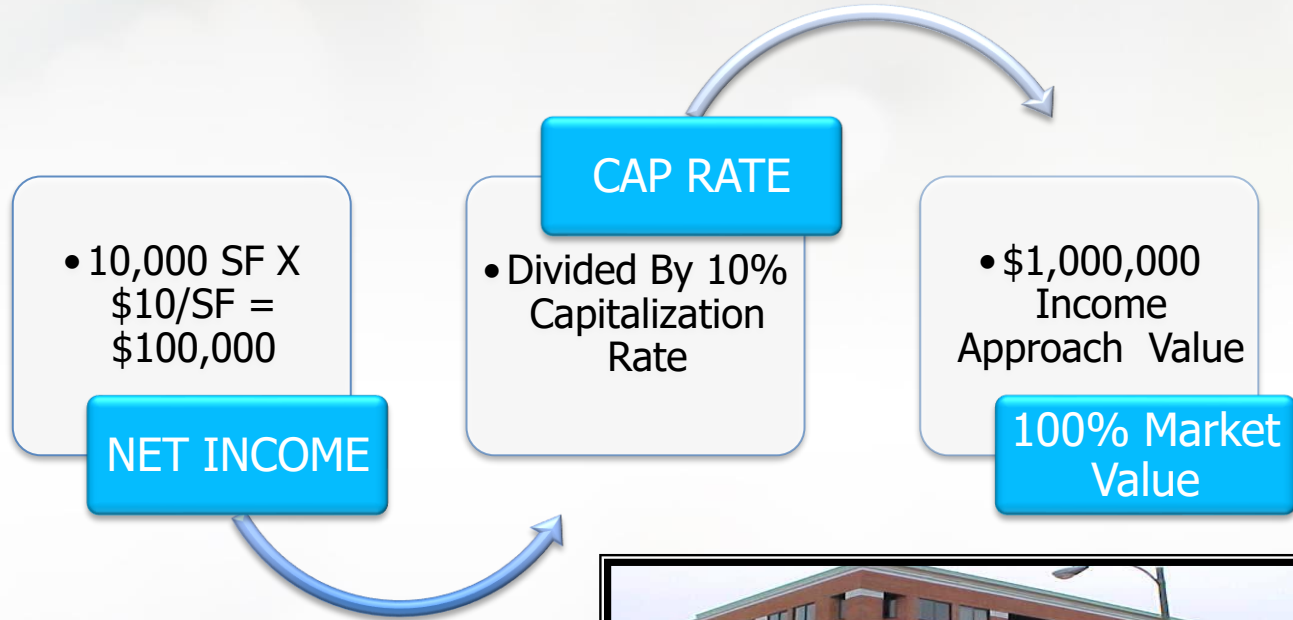 • 10,000 SF X
$10/SF =
$100,000
NET INCOME
CAP RATE
• Divided By 10%
Capitalization
Rate
• $1,000,000
Income
Approach Value
100% Market
Value